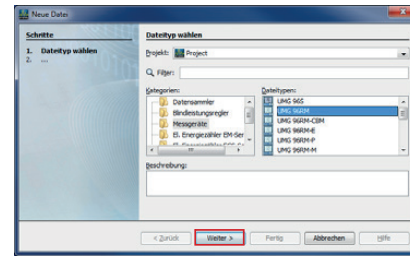 Neue Datei
Schritte
1. Dateityp wählen
2. ...
Dateityp wählen
Projekt: Project
Filter:
Kategorien:
Datensammler
Blindleistungsregler
Messgeräte
El. Energiezähler EM-Ser
Dateitypen:
UMG 96S
UMG 96RM
UMG 96RM-CBM
UMG 96RM-E
UMG 96RM-P
UMG 96RM-M
Beschreibung:
< Zurück
Weiter >
Fertig
Abbrechen
Hilfe